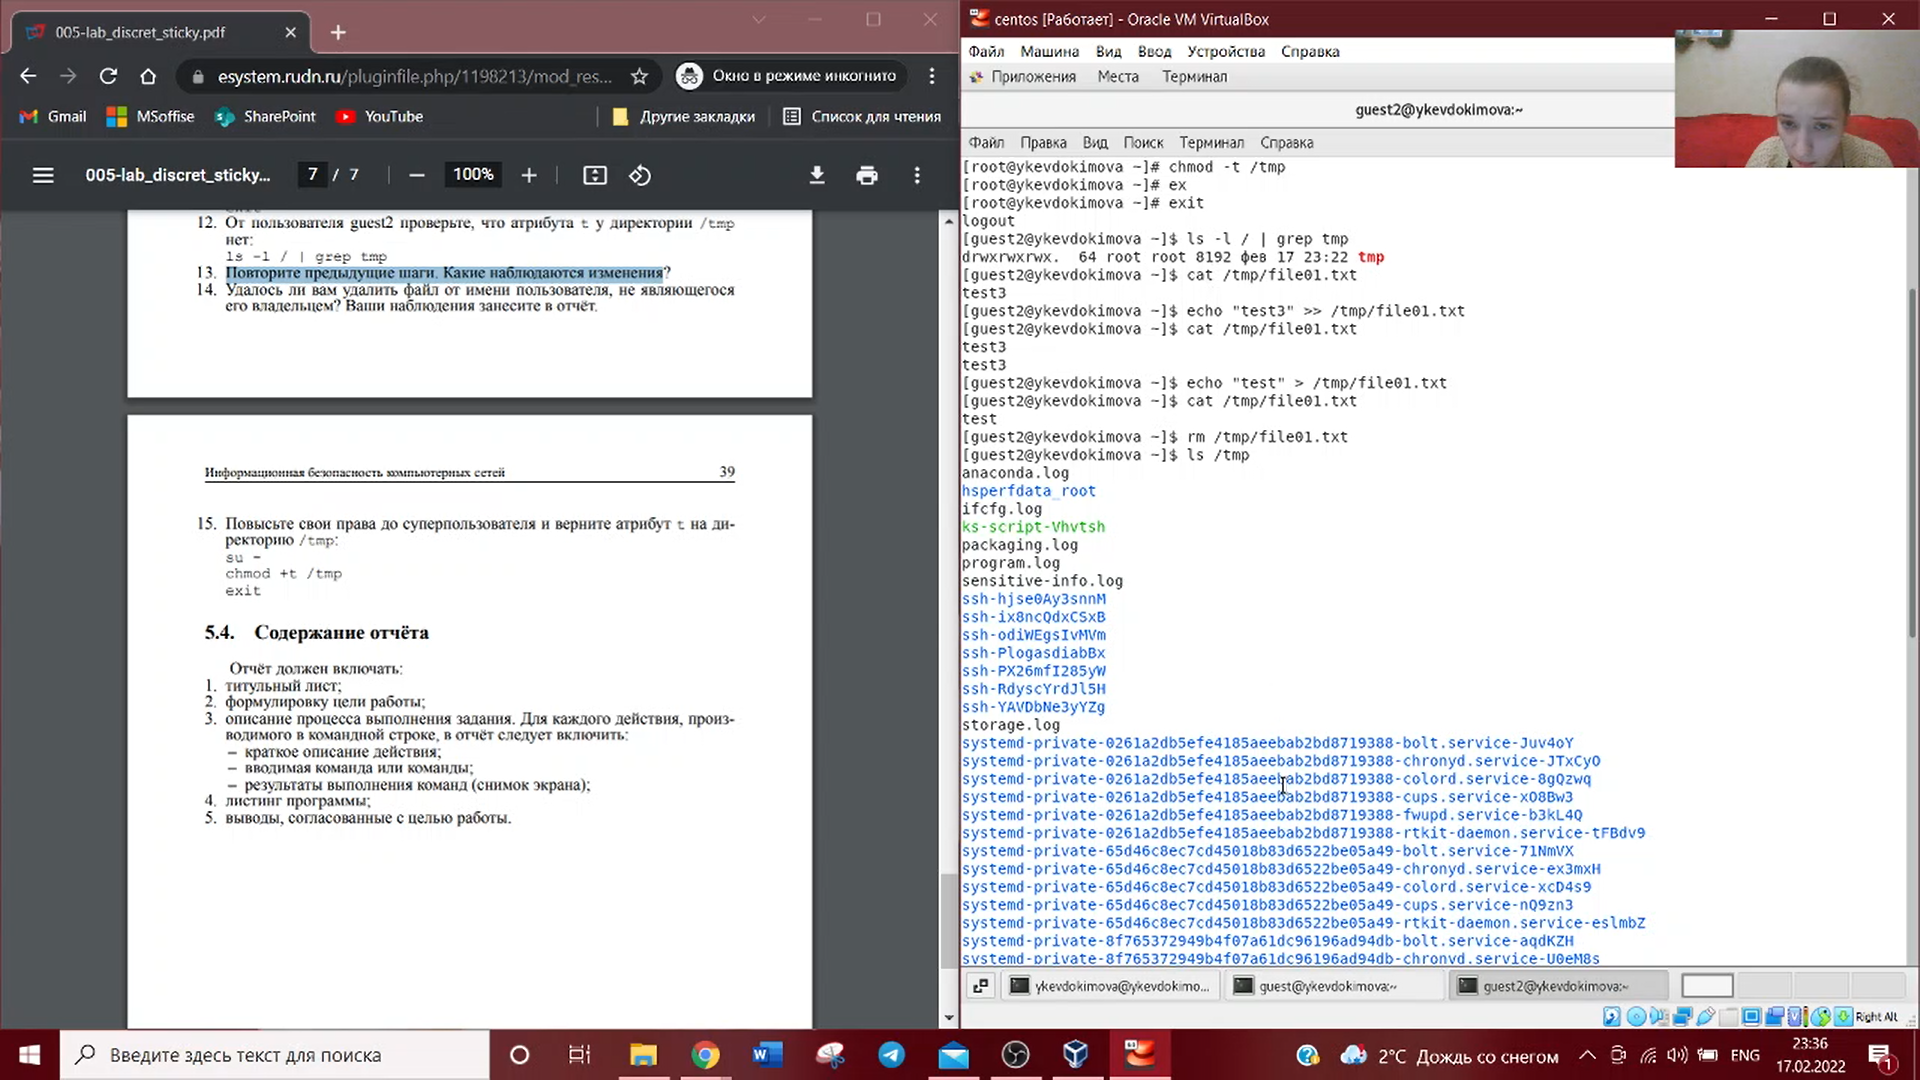 005-lab_discret_sticky.pdf
esystem.rudn.ru/pluginfile.php/1198213/mod_res...
Окно в режиме инкогнито
Gmail
MSoffise
SharePoint
YouTube
Другие закладки
Список для чтения
005-lab_discret_sticky...
7 / 7
100%
12. От пользователя guest2 проверьте, что атрибута t у директории /tmp
нет:
ls -l / | grep tmp
13. Повторите предыдущие шаги. Какие наблюдаются изменения?
14. Удалось ли вам удалить файл от имени пользователя, не являющегося
его владельцем? Ваши наблюдения занесите в отчёт.
Информационная безопасность компьютерных сетей 39
15. Повысьте свои права до суперпользователя и верните атрибут t на ди-
ректорию /tmp:
su -
chmod +t /tmp
exit
5.4. Содержание отчёта
Отчёт должен включать:
1. титульный лист;
2. формулировку цели работы;
3. описание процесса выполнения задания. Для каждого действия, произ-
водимого в командной строке, в отчёт следует включить:
– краткое описание действия;
– вводимая команда или команды;
– результаты выполнения команд (снимок экрана);
4. листинг программы;
5. выводы, согласованные с целью работы.
centos [Работает] - Oracle VM VirtualBox
Файл Машина Вид Ввод Устройства Справка
Приложения Места Терминал
guest2@ykevdokimova:~
Файл Правка Вид Поиск Терминал Справка
[root@ykevdokimova ~]# chmod -t /tmp
[root@ykevdokimova ~]# ex
[root@ykevdokimova ~]# exit
logout
[guest2@ykevdokimova ~]$ ls -l / | grep tmp
drwxrwxrwx. 64 root root 8192 фев 17 23:22 tmp
[guest2@ykevdokimova ~]$ cat /tmp/file01.txt
test3
[guest2@ykevdokimova ~]$ echo "test3" >> /tmp/file01.txt
[guest2@ykevdokimova ~]$ cat /tmp/file01.txt
test3
test3
[guest2@ykevdokimova ~]$ echo "test" > /tmp/file01.txt
[guest2@ykevdokimova ~]$ cat /tmp/file01.txt
test
[guest2@ykevdokimova ~]$ rm /tmp/file01.txt
[guest2@ykevdokimova ~]$ ls /tmp
anaconda.log
hsperfdata_root
ifcfg.log
ks-script-Vhvtsh
packaging.log
program.log
sensitive-info.log
ssh-hjse0Ay3snnM
ssh-ix8ncQdxCSxB
ssh-odiWEgsIvMVm
ssh-PlogasdiabBx
ssh-PX26mfI285yW
ssh-RdyscYrdJl5H
ssh-YAVDbNe3yYZg
storage.log
systemd-private-0261a2db5efe4185aeebab2bd8719388-bolt.service-Juv4oY
systemd-private-0261a2db5efe4185aeebab2bd8719388-chronyd.service-JTxCyO
systemd-private-0261a2db5efe4185aeebab2bd8719388-colord.service-8gQzwq
systemd-private-0261a2db5efe4185aeebab2bd8719388-cups.service-xO8Bw3
systemd-private-0261a2db5efe4185aeebab2bd8719388-fwupd.service-b3kL4Q
systemd-private-0261a2db5efe4185aeebab2bd8719388-rtkit-daemon.service-tFBdv9
systemd-private-65d46c8ec7cd45018b83d6522be05a49-bolt.service-71NmVX
systemd-private-65d46c8ec7cd45018b83d6522be05a49-chronyd.service-ex3mxH
systemd-private-65d46c8ec7cd45018b83d6522be05a49-colord.service-xcD4s9
systemd-private-65d46c8ec7cd45018b83d6522be05a49-cups.service-nQ9zn3
systemd-private-65d46c8ec7cd45018b83d6522be05a49-rtkit-daemon.service-eslmbZ
systemd-private-8f765372949b4f07a61dc96196ad94db-bolt.service-aqdKZH
systemd-private-8f765372949b4f07a61dc96196ad94db-chronyd.service-U0eM8s
ykevdokimova@ykevdokimo...
guest@ykevdokimova:~
guest2@ykevdokimova:~
Right Alt
Введите здесь текст для поиска
2°C Дождь со снегом
ENG
23:36
17.02.2022
1